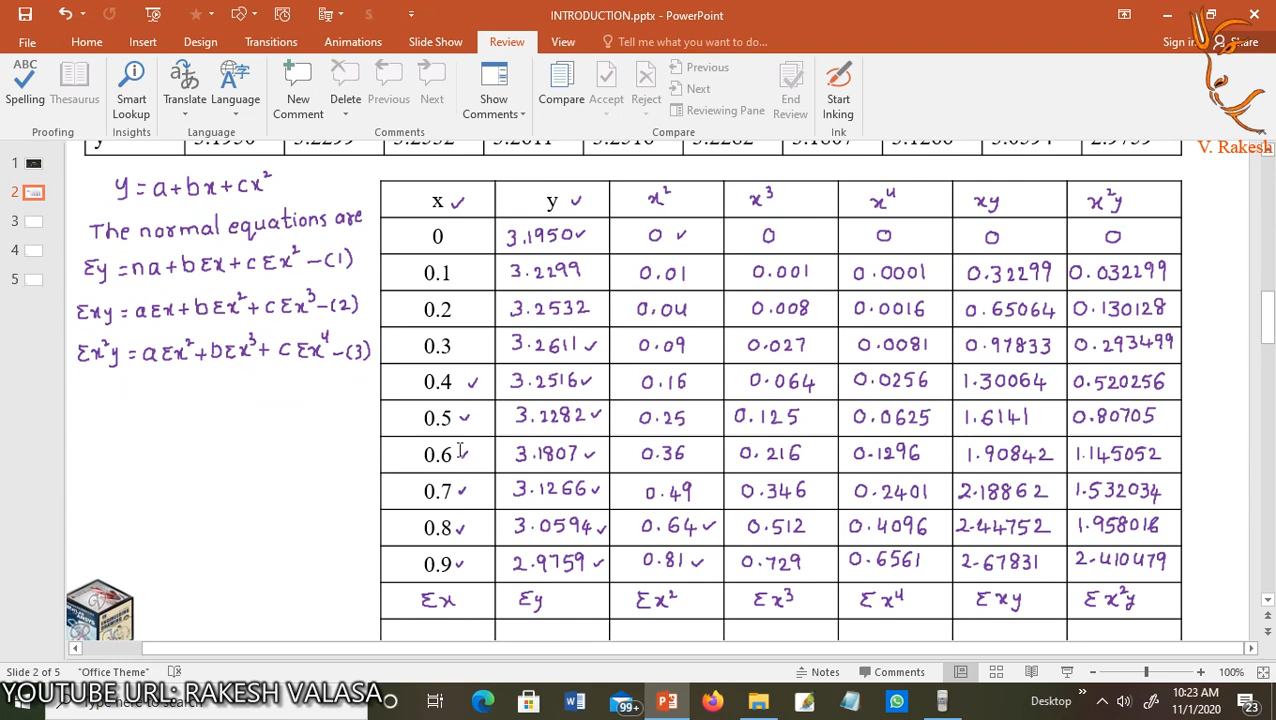 INTRODUCTION.pptx - PowerPoint
File Home Insert Design Transitions Animations Slide Show Review View Tell me what you want to do... Sign in Share
ABC
Spelling Thesaurus Smart Lookup Translate Language New Comment Delete Previous Next Show Comments Compare Accept Reject Previous Next Reviewing Pane End Review Start Inking
Proofing Insights Language Comments Compare Ink
V. Rakesh
1
2
3
4
5
y = a+bx+cx²
The normal equations are
Σy = na+bΣx+cΣx² -(1)
Σxy = aΣx+bΣx²+cΣx³-(2)
Σx²y = aΣx²+bΣx³+cΣx⁴-(3)
x ✓ y ✓ x² x³ x⁴ xy x²y
0 3.1950✓ 0 ✓ 0 0 0 0
0.1 3.2299 0.01 0.001 0.0001 0.32299 0.032299
0.2 3.2532 0.04 0.008 0.0016 0.65064 0.130128
0.3 3.2611✓ 0.09 0.027 0.0081 0.97833 0.293499
0.4 ✓ 3.2516✓ 0.16 0.064 0.0256 1.30064 0.520256
0.5 ✓ 3.2282✓ 0.25 0.125 0.0625 1.6141 0.80705
0.6 ✓ 3.1807✓ 0.36 0.216 0.1296 1.90842 1.145052
0.7 ✓ 3.1266✓ 0.49 0.346 0.2401 2.18862 1.532034
0.8 ✓ 3.0594✓ 0.64✓ 0.512 0.4096 2.44752 1.958016
0.9 ✓ 2.9759✓ 0.81✓ 0.729 0.6561 2.67831 2.410479
Σx Σy Σx² Σx³ Σx⁴ Σxy Σx²y
Slide 2 of 5 "Office Theme" Notes Comments 100%
YOUTUBE URL: RAKESH VALASA
99+ Desktop 10:23 AM
11/1/2020 23